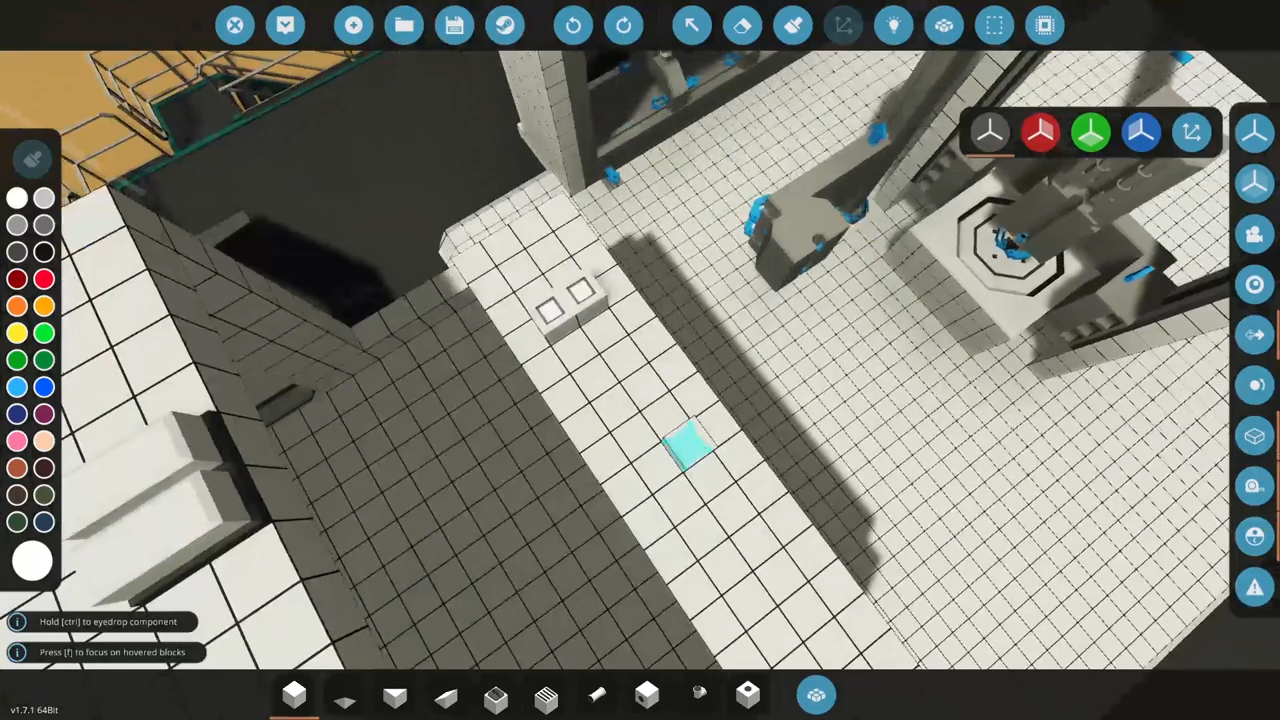 Hold [ctrl] to eyedrop component
Press [f] to focus on hovered blocks
v1.7.1 64Bit